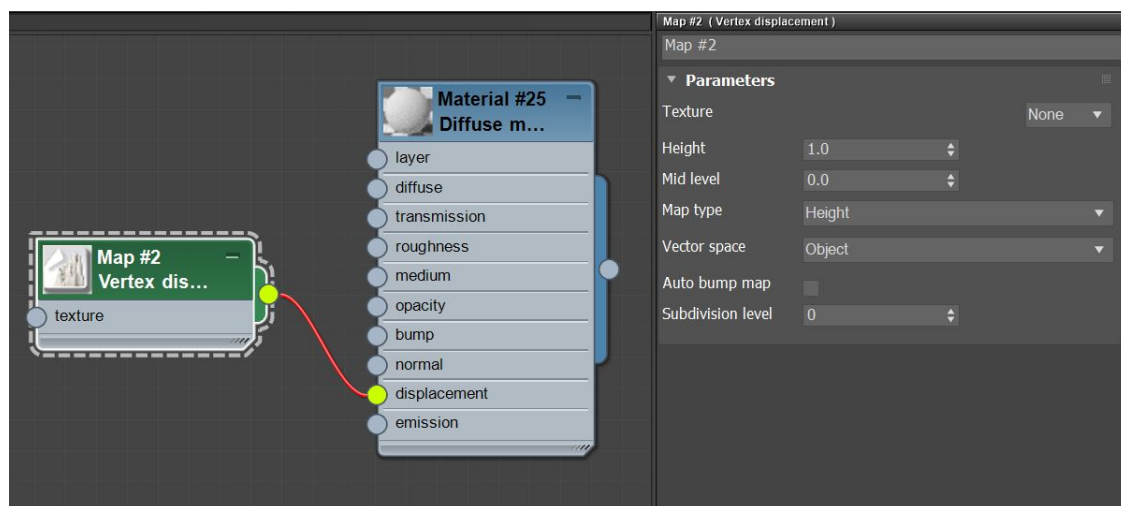 Material #25
Diffuse m...
layer
diffuse
transmission
roughness
medium
opacity
bump
normal
displacement
emission
Map #2
Vertex dis...
texture
Map #2 ( Vertex displacement )
Map #2
Parameters
Texture None
Height 1.0
Mid level 0.0
Map type Height
Vector space Object
Auto bump map
Subdivision level 0